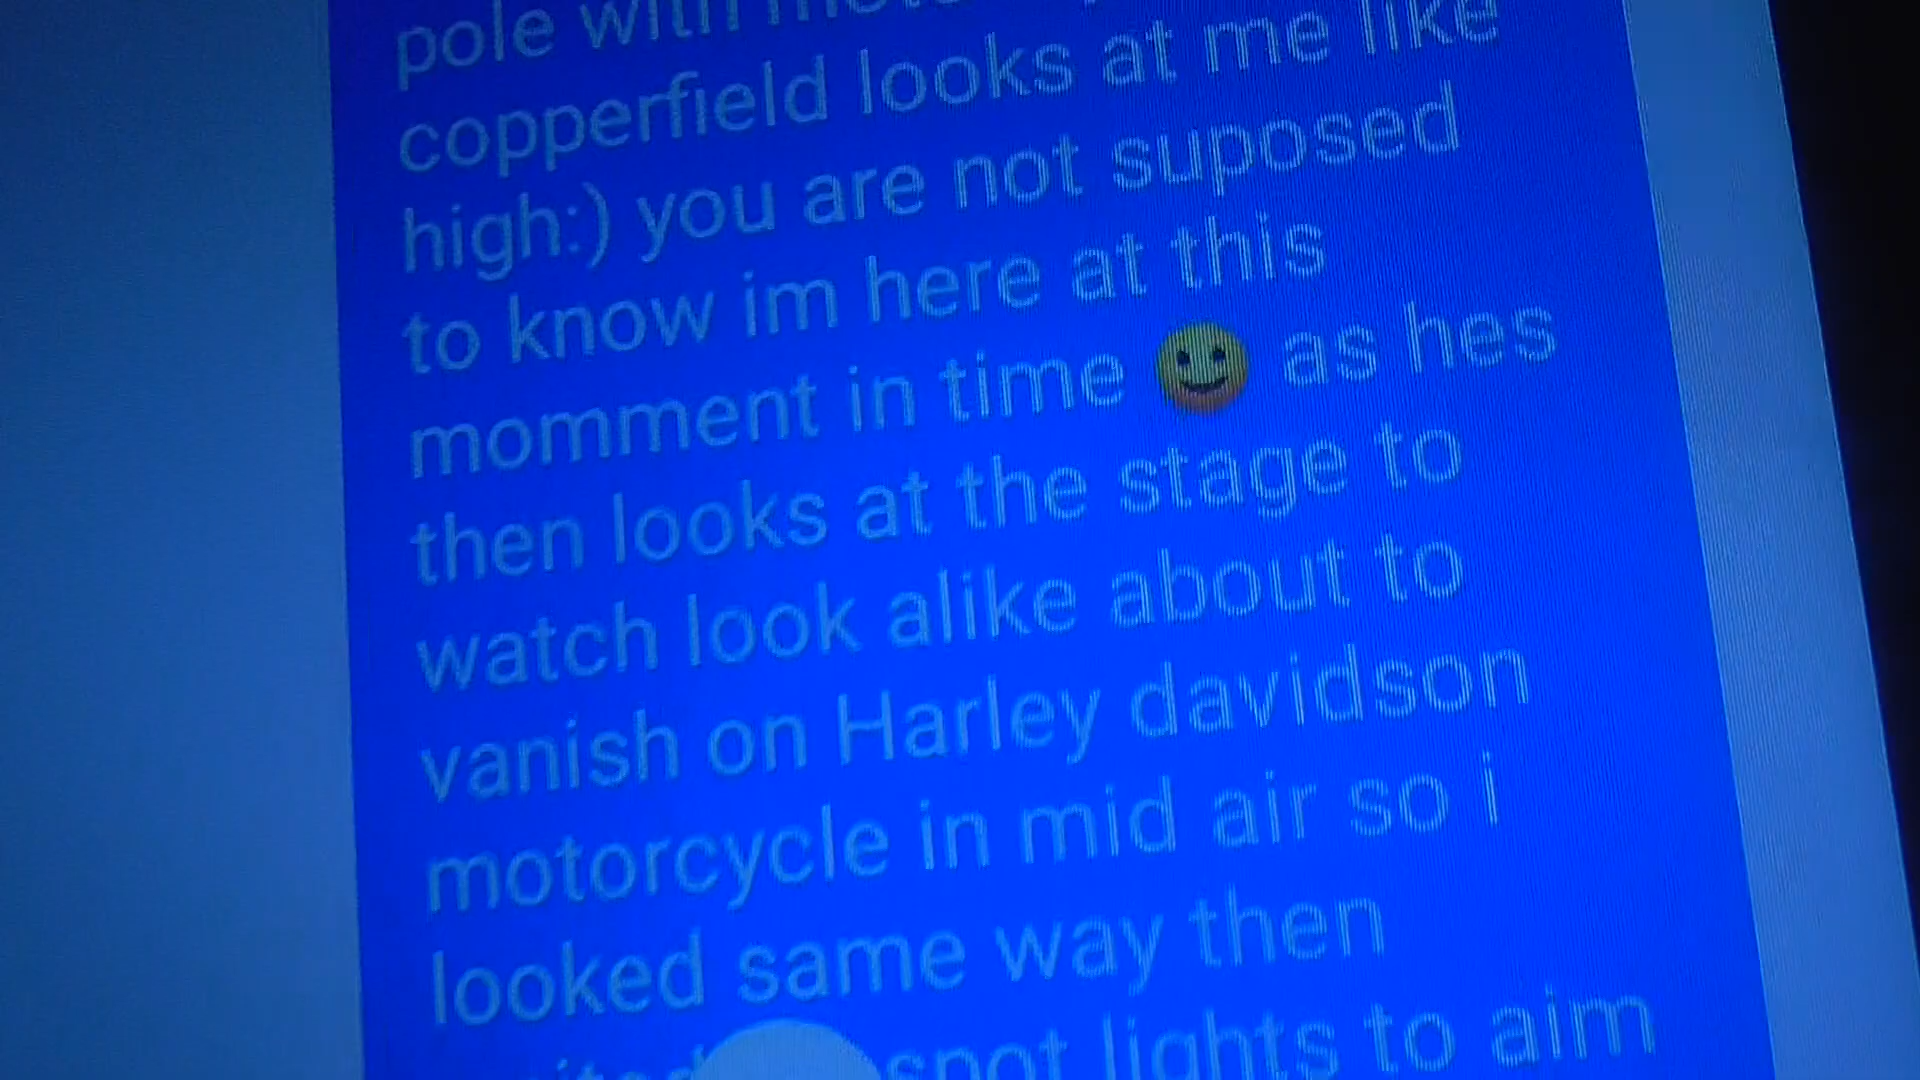 pole with
copperfield looks at me like
high:) you are not suposed
to know im here at this
momment in time 🙂 as hes
then looks at the stage to
watch look alike about to
vanish on Harley davidson
motorcycle in mid air so i
looked same way then
spot lights to aim